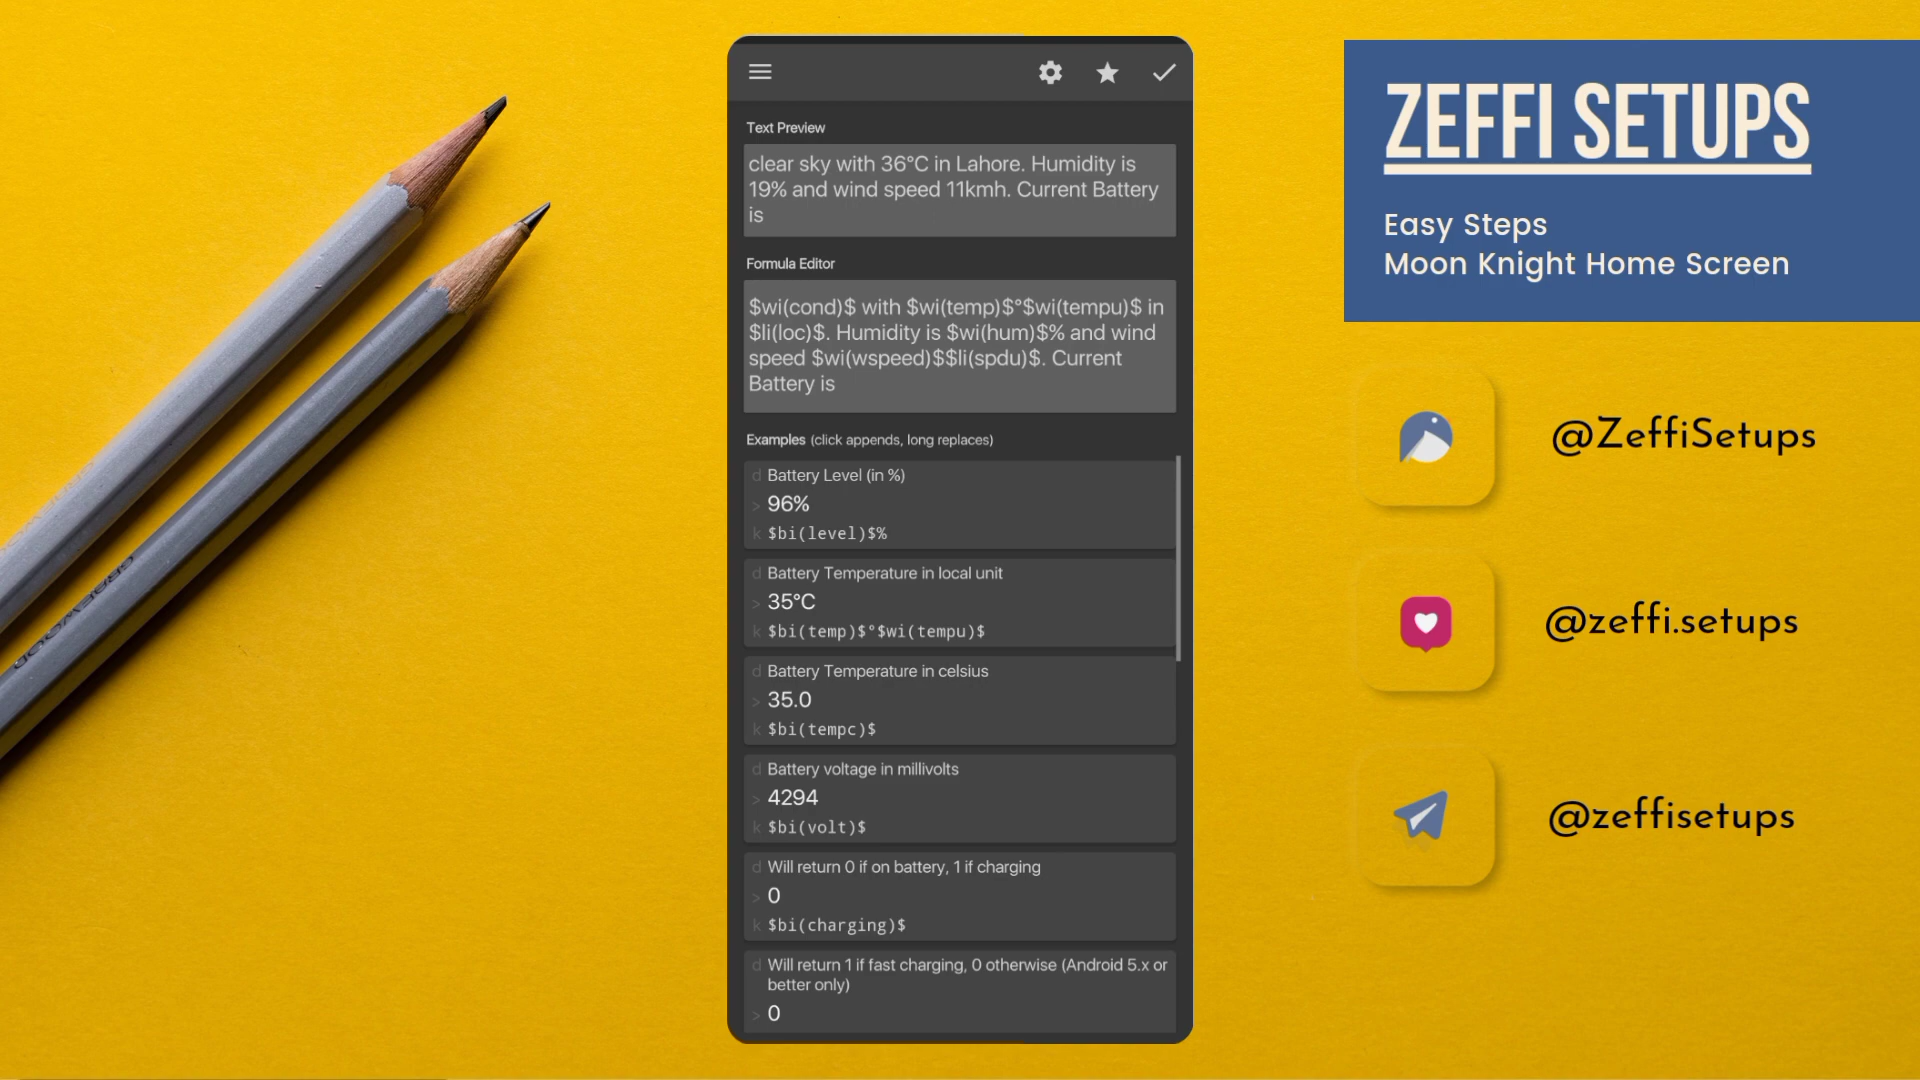 ZEFFI SETUPS
Easy Steps
Moon Knight Home Screen
Text Preview
clear sky with 36°C in Lahore. Humidity is
19% and wind speed 11kmh. Current Battery
is
Formula Editor
$wi(cond)$ with $wi(temp)$°$wi(tempu)$ in
$li(loc)$. Humidity is $wi(hum)$% and wind
speed $wi(wspeed)$$li(spdu)$. Current
Battery is
Examples (click appends, long replaces)
d Battery Level (in %)
> 96%
k $bi(level)$%
d Battery Temperature in local unit
> 35°C
k $bi(temp)$°$wi(tempu)$
d Battery Temperature in celsius
> 35.0
k $bi(tempc)$
d Battery voltage in millivolts
> 4294
k $bi(volt)$
d Will return 0 if on battery, 1 if charging
> 0
k $bi(charging)$
d Will return 1 if fast charging, 0 otherwise (Android 5.x or
better only)
> 0
@ZeffiSetups
@zeffi.setups
@zeffisetups